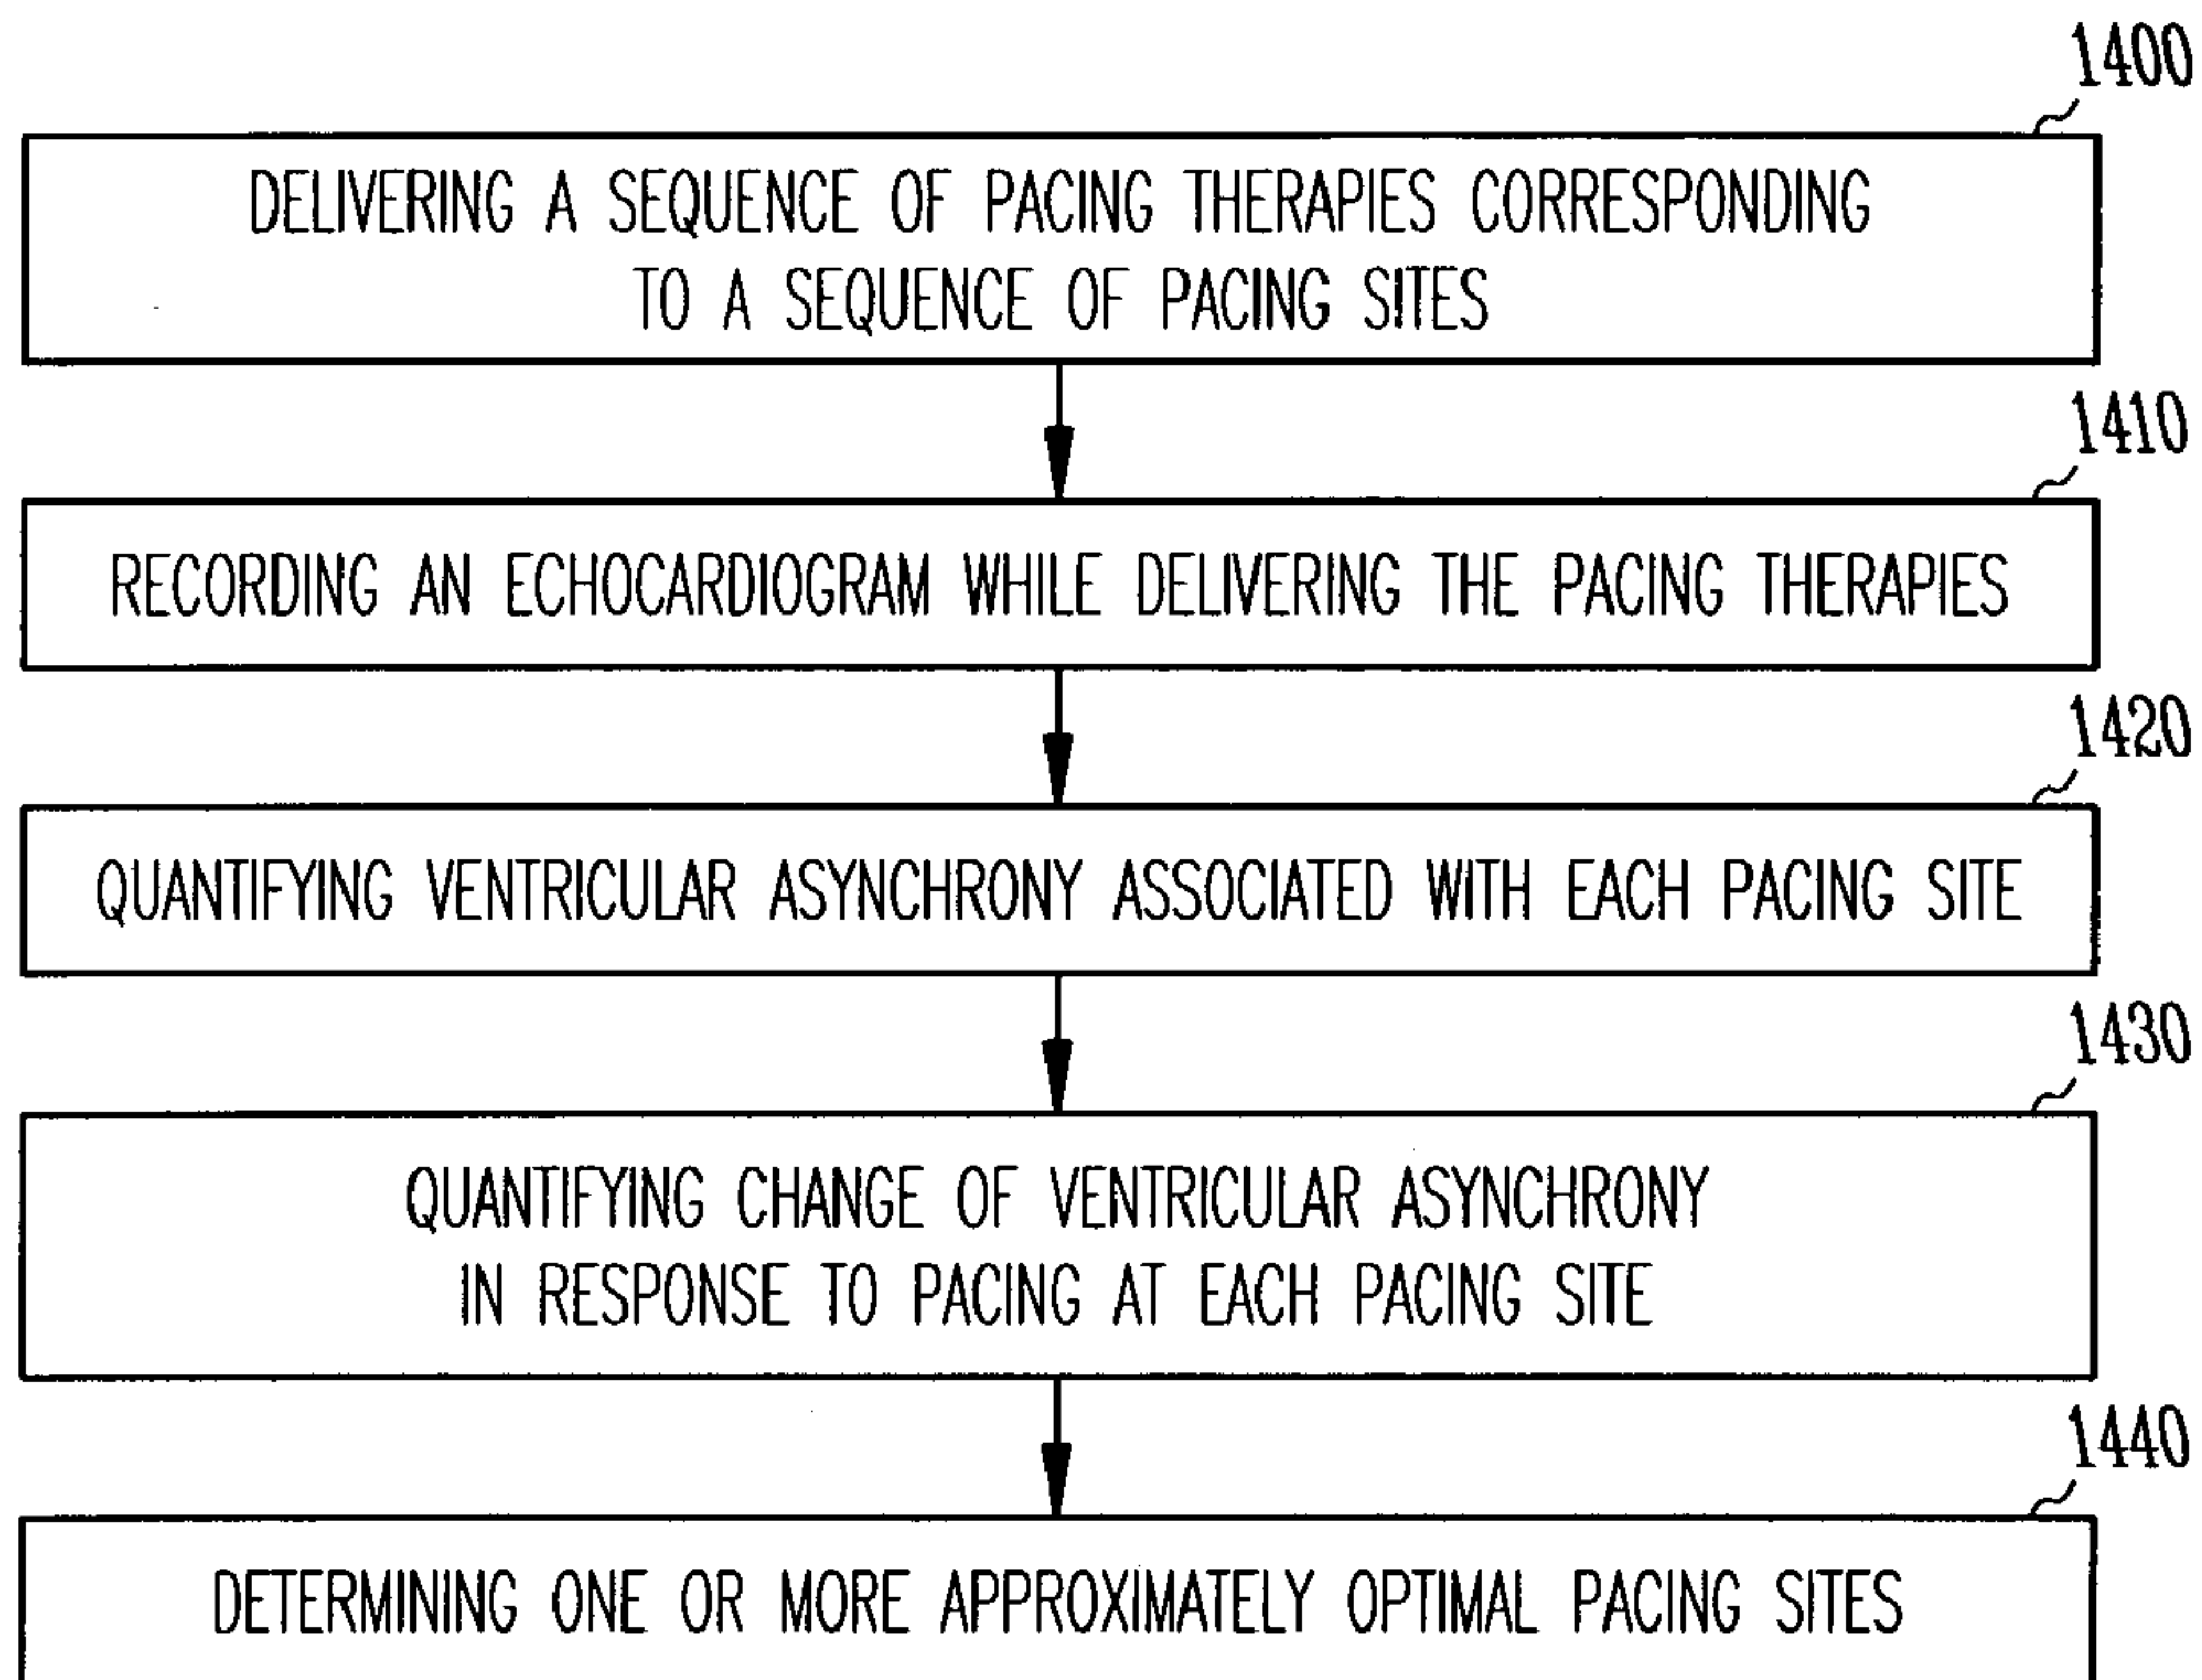 1400
DELIVERING A SEQUENCE OF PACING THERAPIES CORRESPONDING
TO A SEQUENCE OF PACING SITES
1410
RECORDING AN ECHOCARDIOGRAM WHILE DELIVERING THE PACING THERAPIES
1420
QUANTIFYING VENTRICULAR ASYNCHRONY ASSOCIATED WITH EACH PACING SITE
1430
QUANTIFYING CHANGE OF VENTRICULAR ASYNCHRONY
IN RESPONSE TO PACING AT EACH PACING SITE
1440
DETERMINING ONE OR MORE APPROXIMATELY OPTIMAL PACING SITES